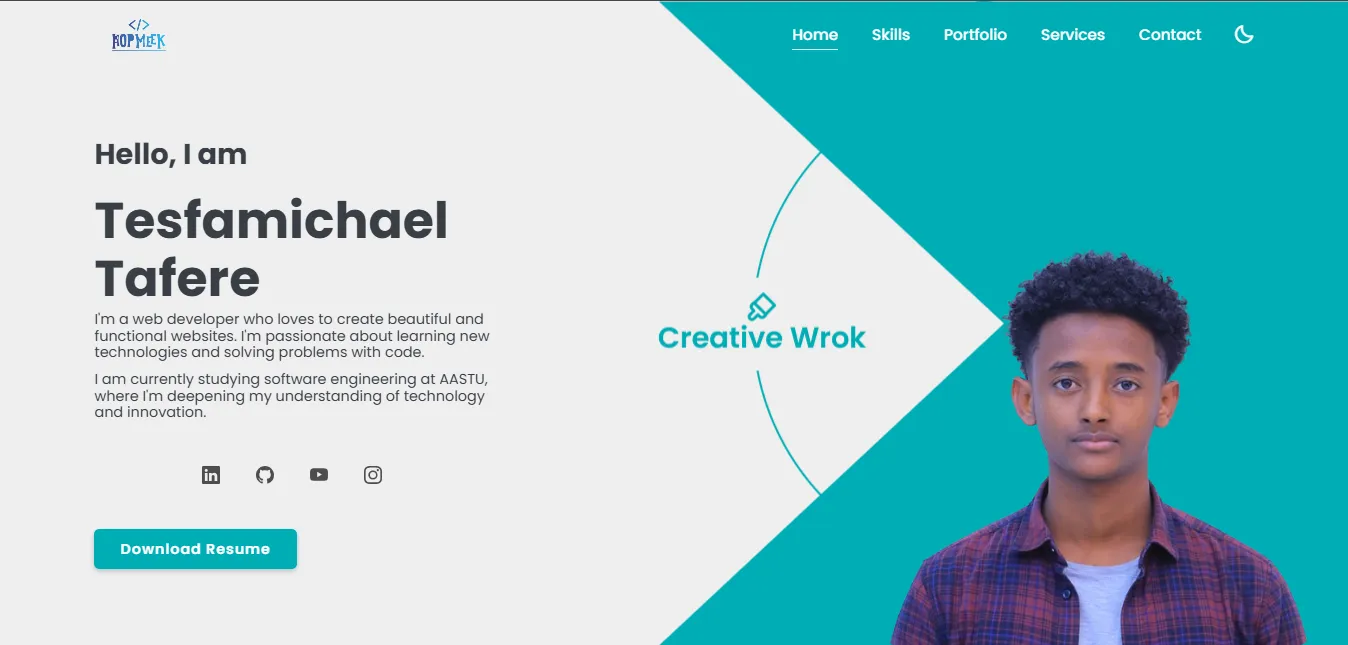 </>
KOPMEEK
Home Skills Portfolio Services Contact
Hello, I am
Tesfamichael
Tafere
I'm a web developer who loves to create beautiful and
functional websites. I'm passionate about learning new
technologies and solving problems with code.
I am currently studying software engineering at AASTU,
where I'm deepening my understanding of technology
and innovation.
Download Resume
Creative Wrok